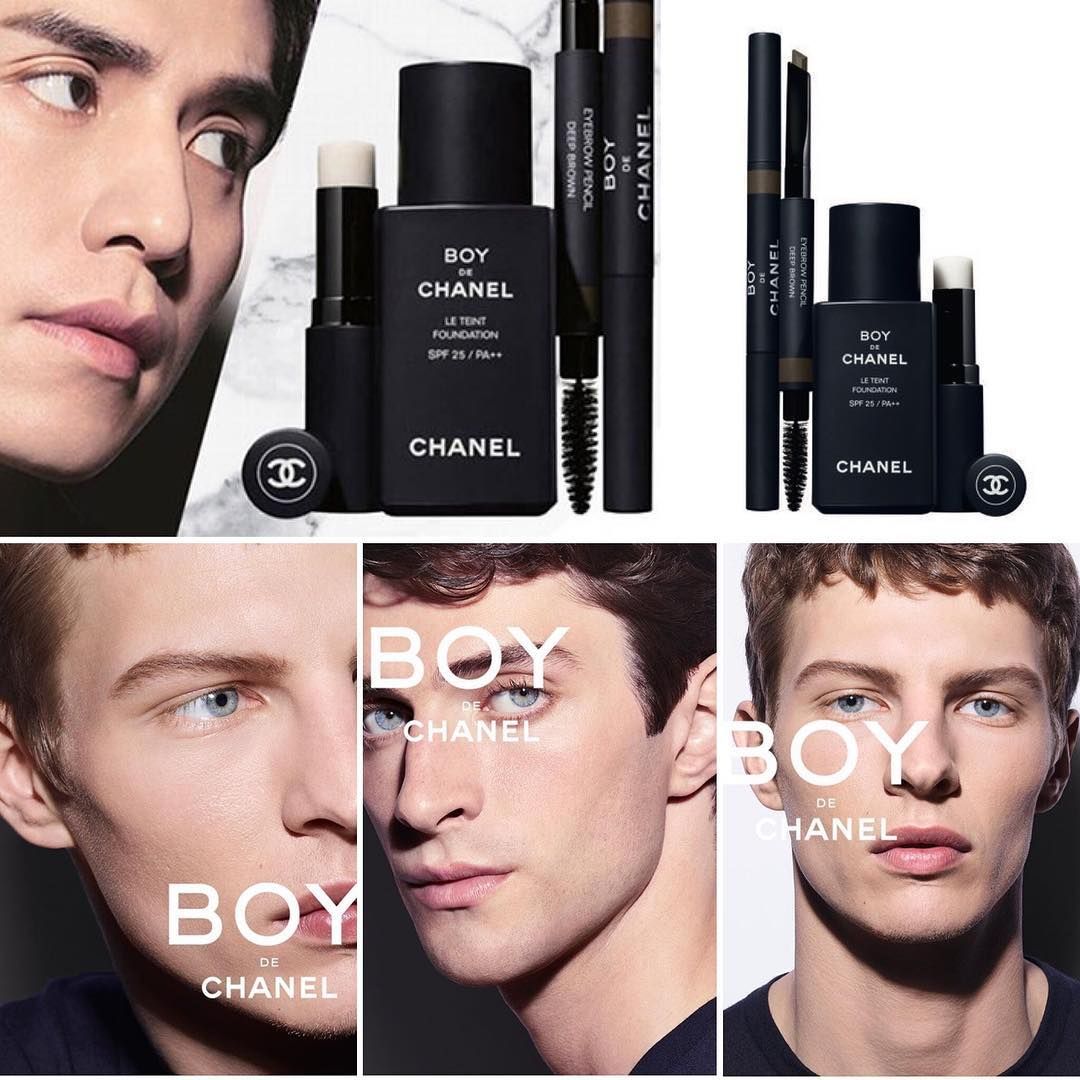 BOY
DE
CHANEL
LE TEINT
FOUNDATION
SPF 25 / PA++
CHANEL
EYEBROW PENCIL
DEEP BROWN
BOY
DE
CHANEL
BOY
DE
CHANEL
EYEBROW PENCIL
DEEP BROWN
BOY
DE
CHANEL
LE TEINT
FOUNDATION
SPF 25 / PA++
CHANEL
BOY
DE
CHANEL
BOY
DE
CHANEL
BOY
DE
CHANEL